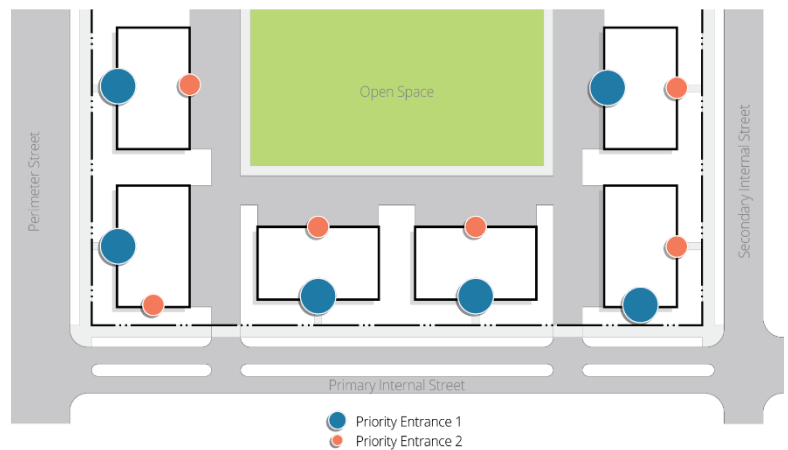 Open Space
Perimeter Street
Secondary Internal Street
Primary Internal Street
Priority Entrance 1
Priority Entrance 2